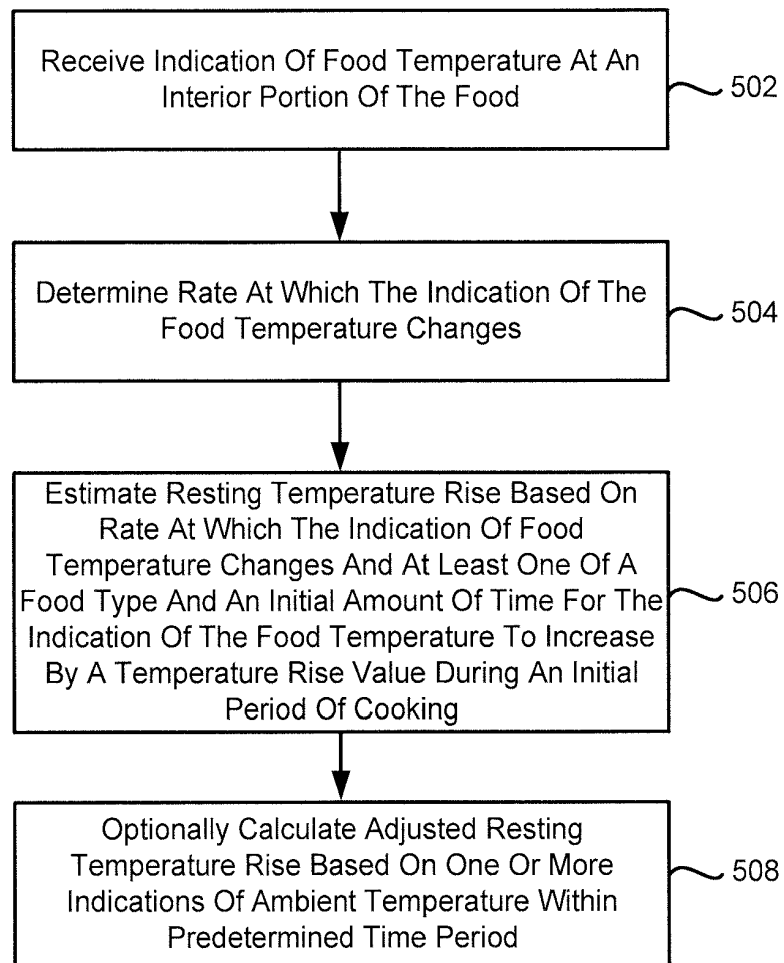 Receive Indication Of Food Temperature At An
Interior Portion Of The Food
502
Determine Rate At Which The Indication Of The
Food Temperature Changes
504
Estimate Resting Temperature Rise Based On
Rate At Which The Indication Of Food
Temperature Changes And At Least One Of A
Food Type And An Initial Amount Of Time For The
Indication Of The Food Temperature To Increase
By A Temperature Rise Value During An Initial
Period Of Cooking
506
Optionally Calculate Adjusted Resting
Temperature Rise Based On One Or More
Indications Of Ambient Temperature Within
Predetermined Time Period
508